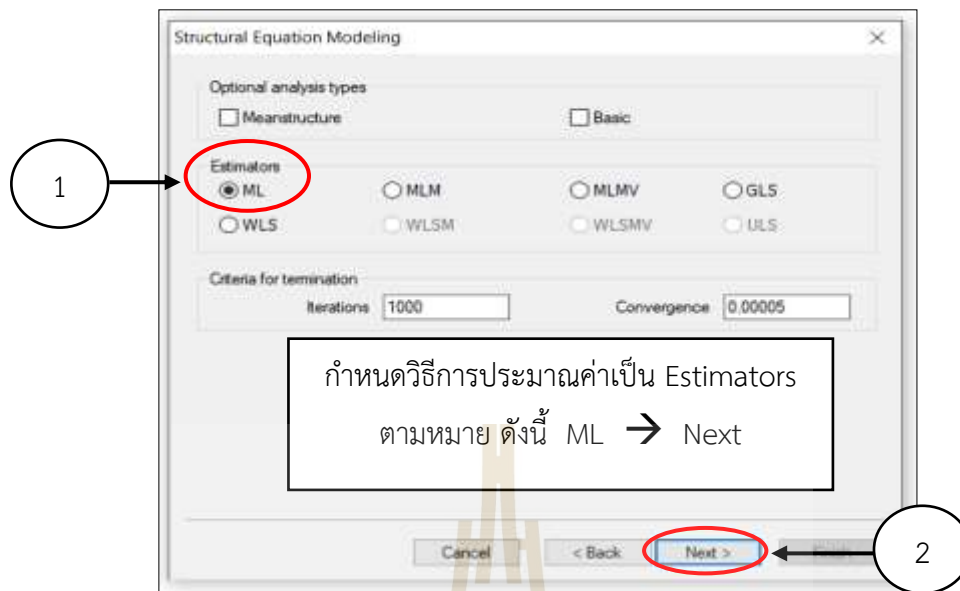 Structural Equation Modeling
Optional analysis types
Meanstructure Basic
Estimators
1
ML MLM MLMV GLS
WLS WLSM WLSMV ULS
Criteria for termination
Iterations 1000 Convergence 0.00005
กำหนดวิธีการประมาณค่าเป็น Estimators
ตามหมาย ดังนี้ ML → Next
Cancel < Back Next >
2